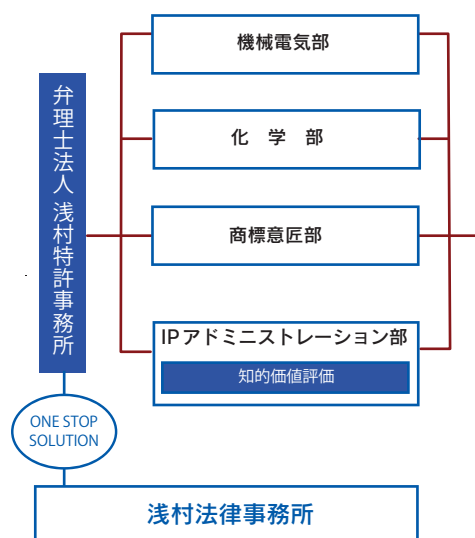 弁理士法人 浅村特許事務所
機械電気部
化　学　部
商標意匠部
IPアドミニストレーション部
知的価値評価
ONE STOP
SOLUTION
浅村法律事務所